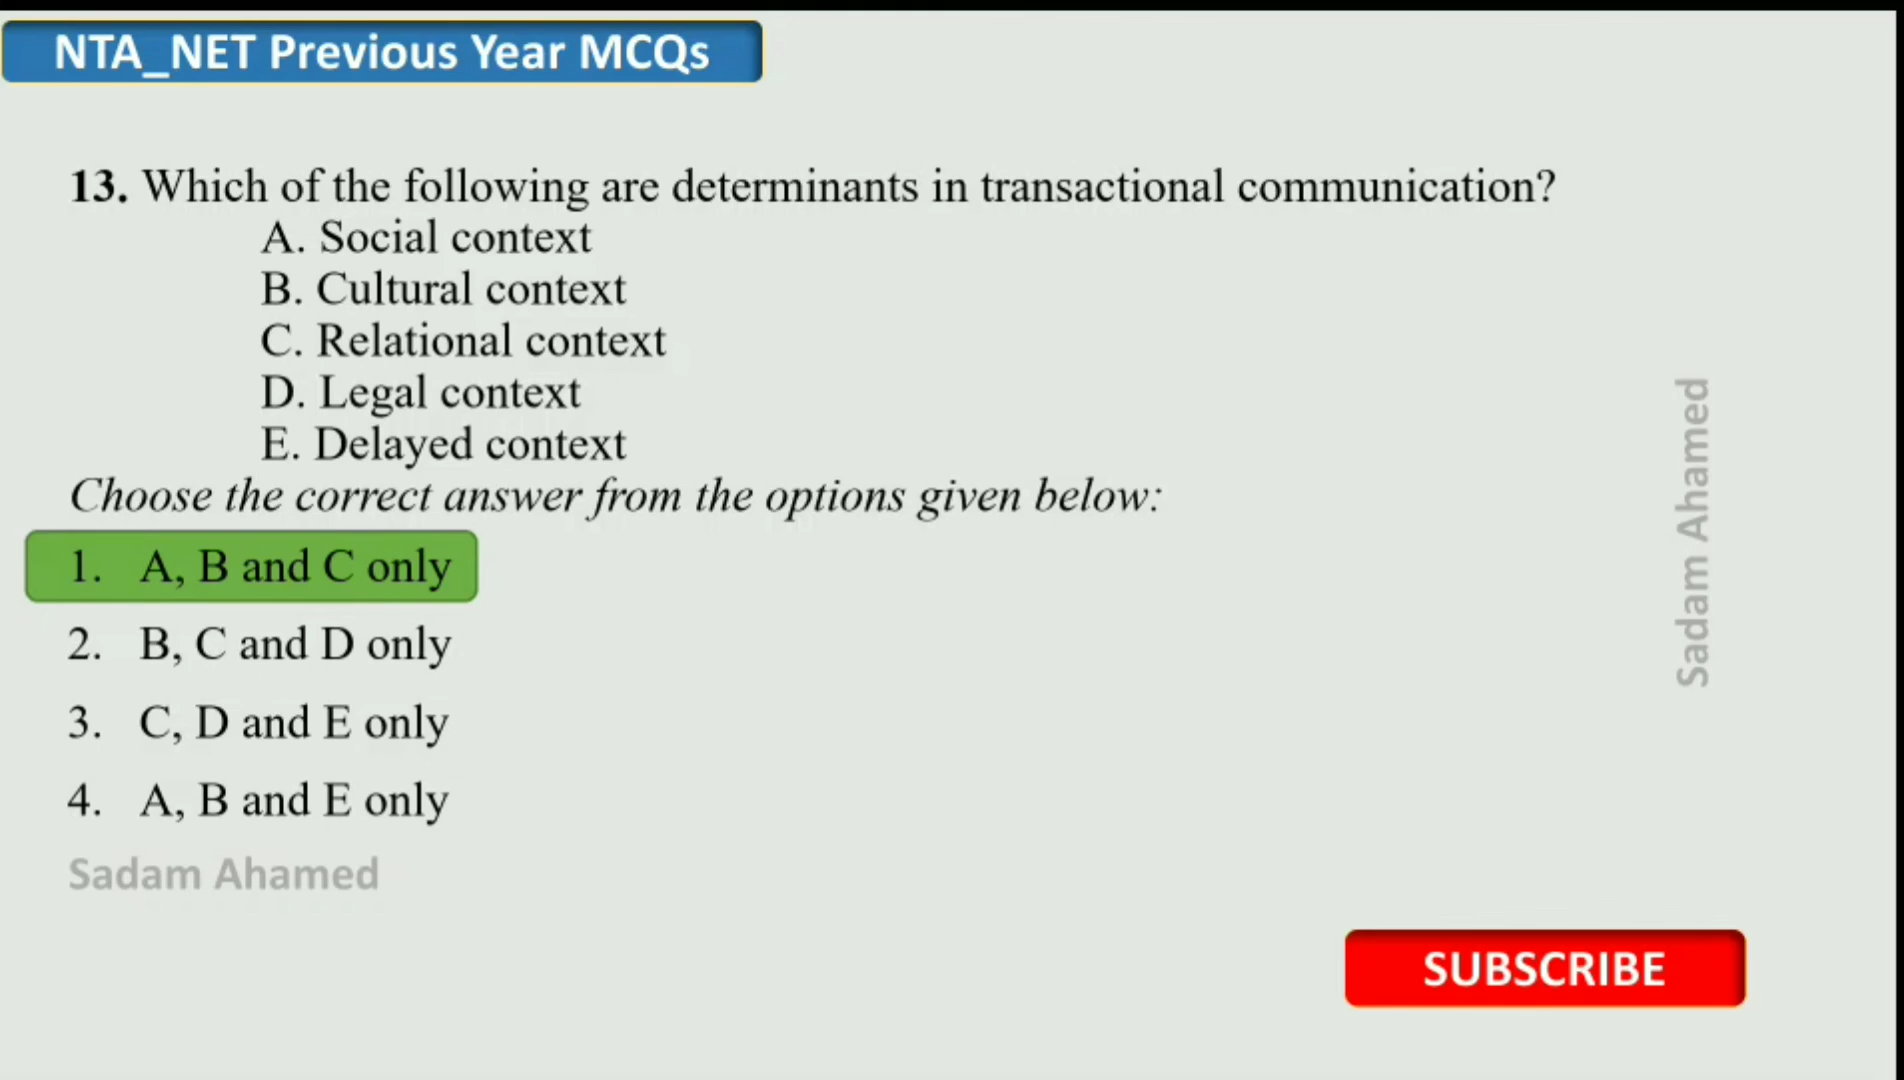 NTA_NET Previous Year MCQs
13. Which of the following are determinants in transactional communication?
A. Social context
B. Cultural context
C. Relational context
D. Legal context
E. Delayed context
Choose the correct answer from the options given below:
1. A, B and C only
2. B, C and D only
3. C, D and E only
4. A, B and E only
Sadam Ahamed
Sadam Ahamed
SUBSCRIBE